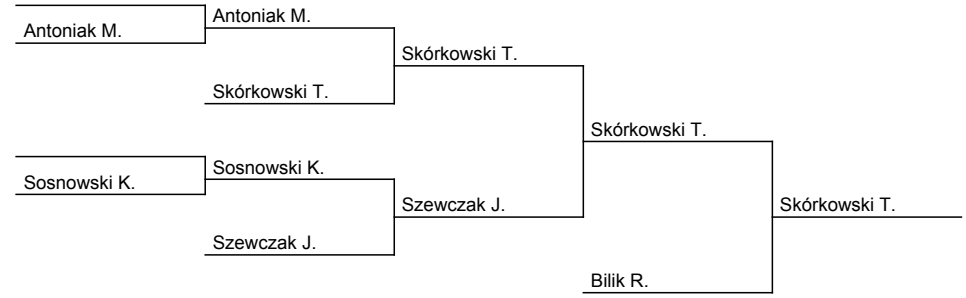 Antoniak M.
Antoniak M.
Skórkowski T.
Skórkowski T.
Skórkowski T.
Sosnowski K.
Sosnowski K.
Szewczak J.
Skórkowski T.
Szewczak J.
Bilik R.